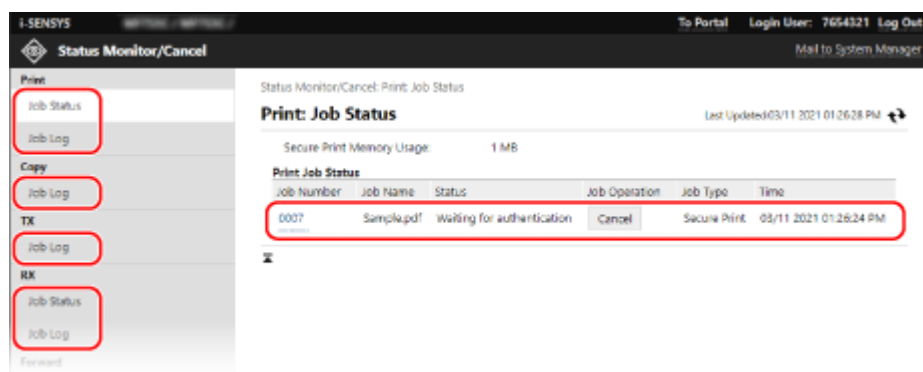 i-SENSYS
To Portal Login User: 7654321 Log Out
Status Monitor/Cancel
Mail to System Manager
Print
Job Status
Job Log
Copy
Job Log
TX
Job Log
RX
Job Status
Job Log
Forward
Status Monitor/Cancel: Print: Job Status
Print: Job Status
Last Updated:03/11 2021 01:26:28 PM
Secure Print Memory Usage: 1 MB
Print Job Status
Job Number Job Name Status Job Operation Job Type Time
0007 Sample.pdf Waiting for authentication Cancel Secure Print 03/11 2021 01:26:24 PM